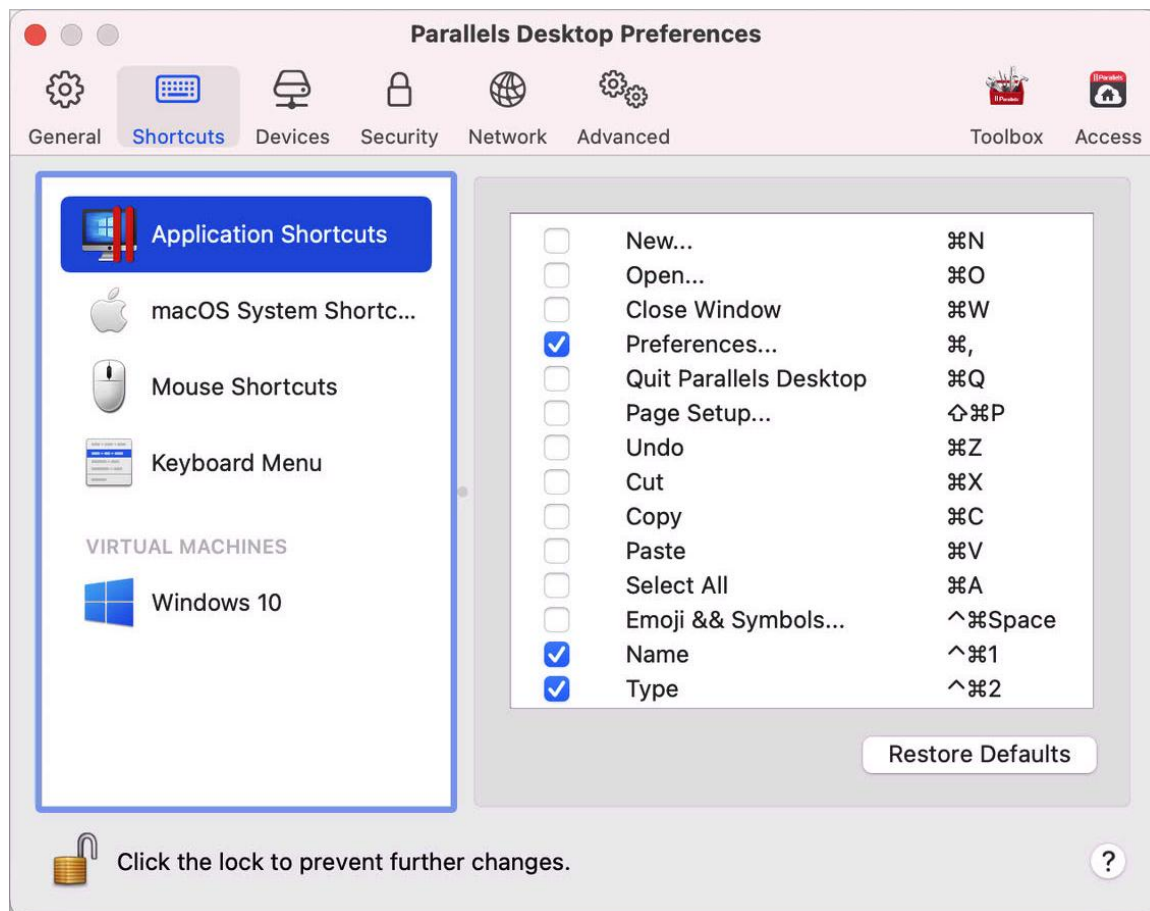 Parallels Desktop Preferences
General Shortcuts Devices Security Network Advanced Toolbox Access
Application Shortcuts
macOS System Shortc...
Mouse Shortcuts
Keyboard Menu
VIRTUAL MACHINES
Windows 10
New... ⌘N
Open... ⌘O
Close Window ⌘W
Preferences... ⌘,
Quit Parallels Desktop ⌘Q
Page Setup... ⇧⌘P
Undo ⌘Z
Cut ⌘X
Copy ⌘C
Paste ⌘V
Select All ⌘A
Emoji && Symbols... ^⌘Space
Name ^⌘1
Type ^⌘2
Restore Defaults
Click the lock to prevent further changes.
?